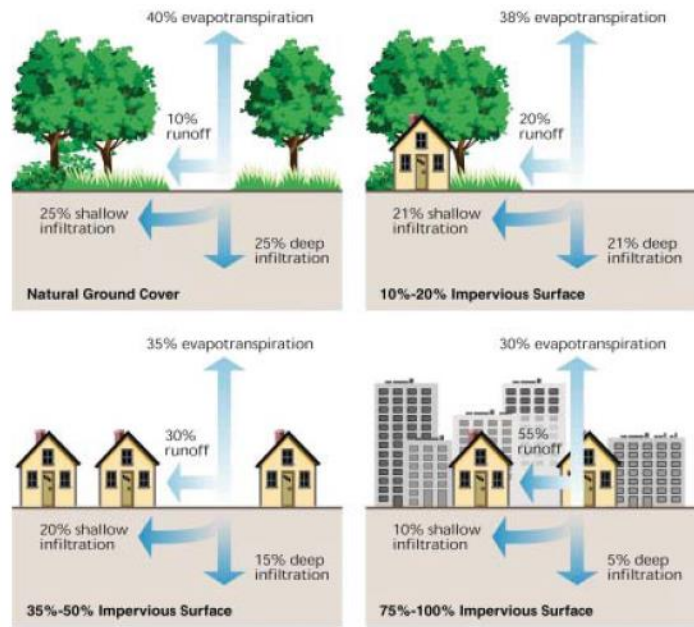 40% evapotranspiration
10%
runoff
25% shallow
infiltration
25% deep
infiltration
Natural Ground Cover
38% evapotranspiration
20%
runoff
21% shallow
infiltration
21% deep
infiltration
10%-20% Impervious Surface
35% evapotranspiration
30%
runoff
20% shallow
infiltration
15% deep
infiltration
35%-50% Impervious Surface
30% evapotranspiration
55%
runoff
10% shallow
infiltration
5% deep
infiltration
75%-100% Impervious Surface